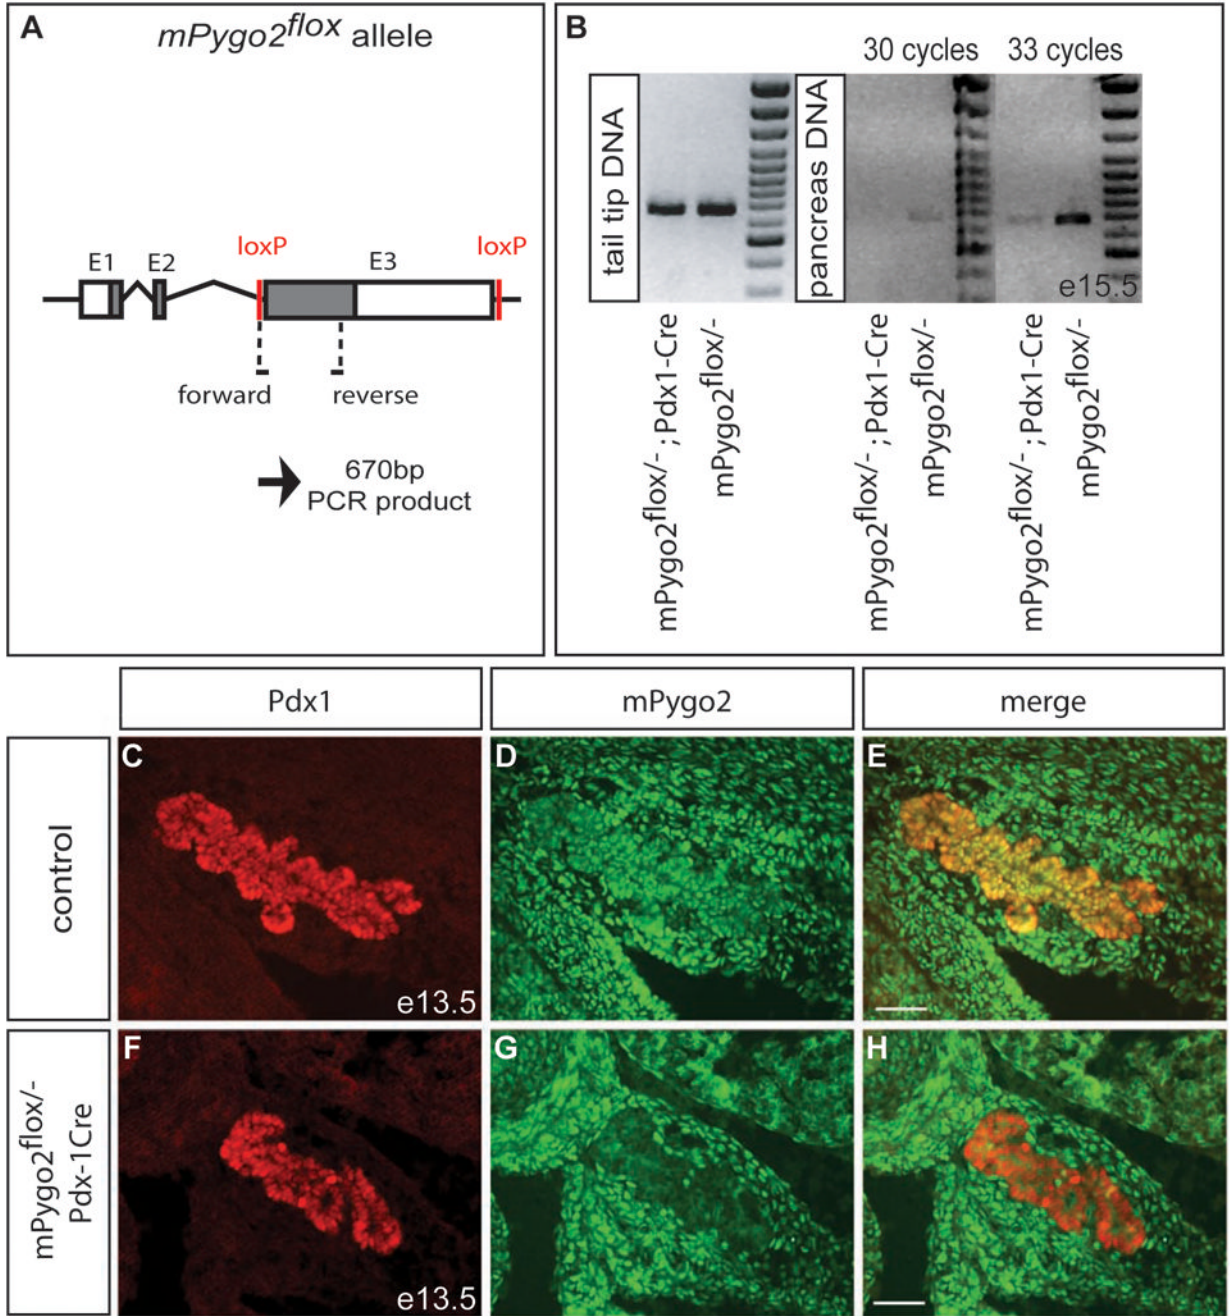 A
mPygo2flox allele
loxP
loxP
E1
E2
E3
forward
reverse
670bp
PCR product
B
30 cycles
33 cycles
tail tip DNA
pancreas DNA
e15.5
mPygo2flox/-; Pdx1-Cre
mPygo2flox/-
mPygo2flox/-; Pdx1-Cre
mPygo2flox/-
mPygo2flox/-; Pdx1-Cre
mPygo2flox/-
Pdx1
mPygo2
merge
control
C
e13.5
D
E
mPygo2flox/-
Pdx-1Cre
F
e13.5
G
H